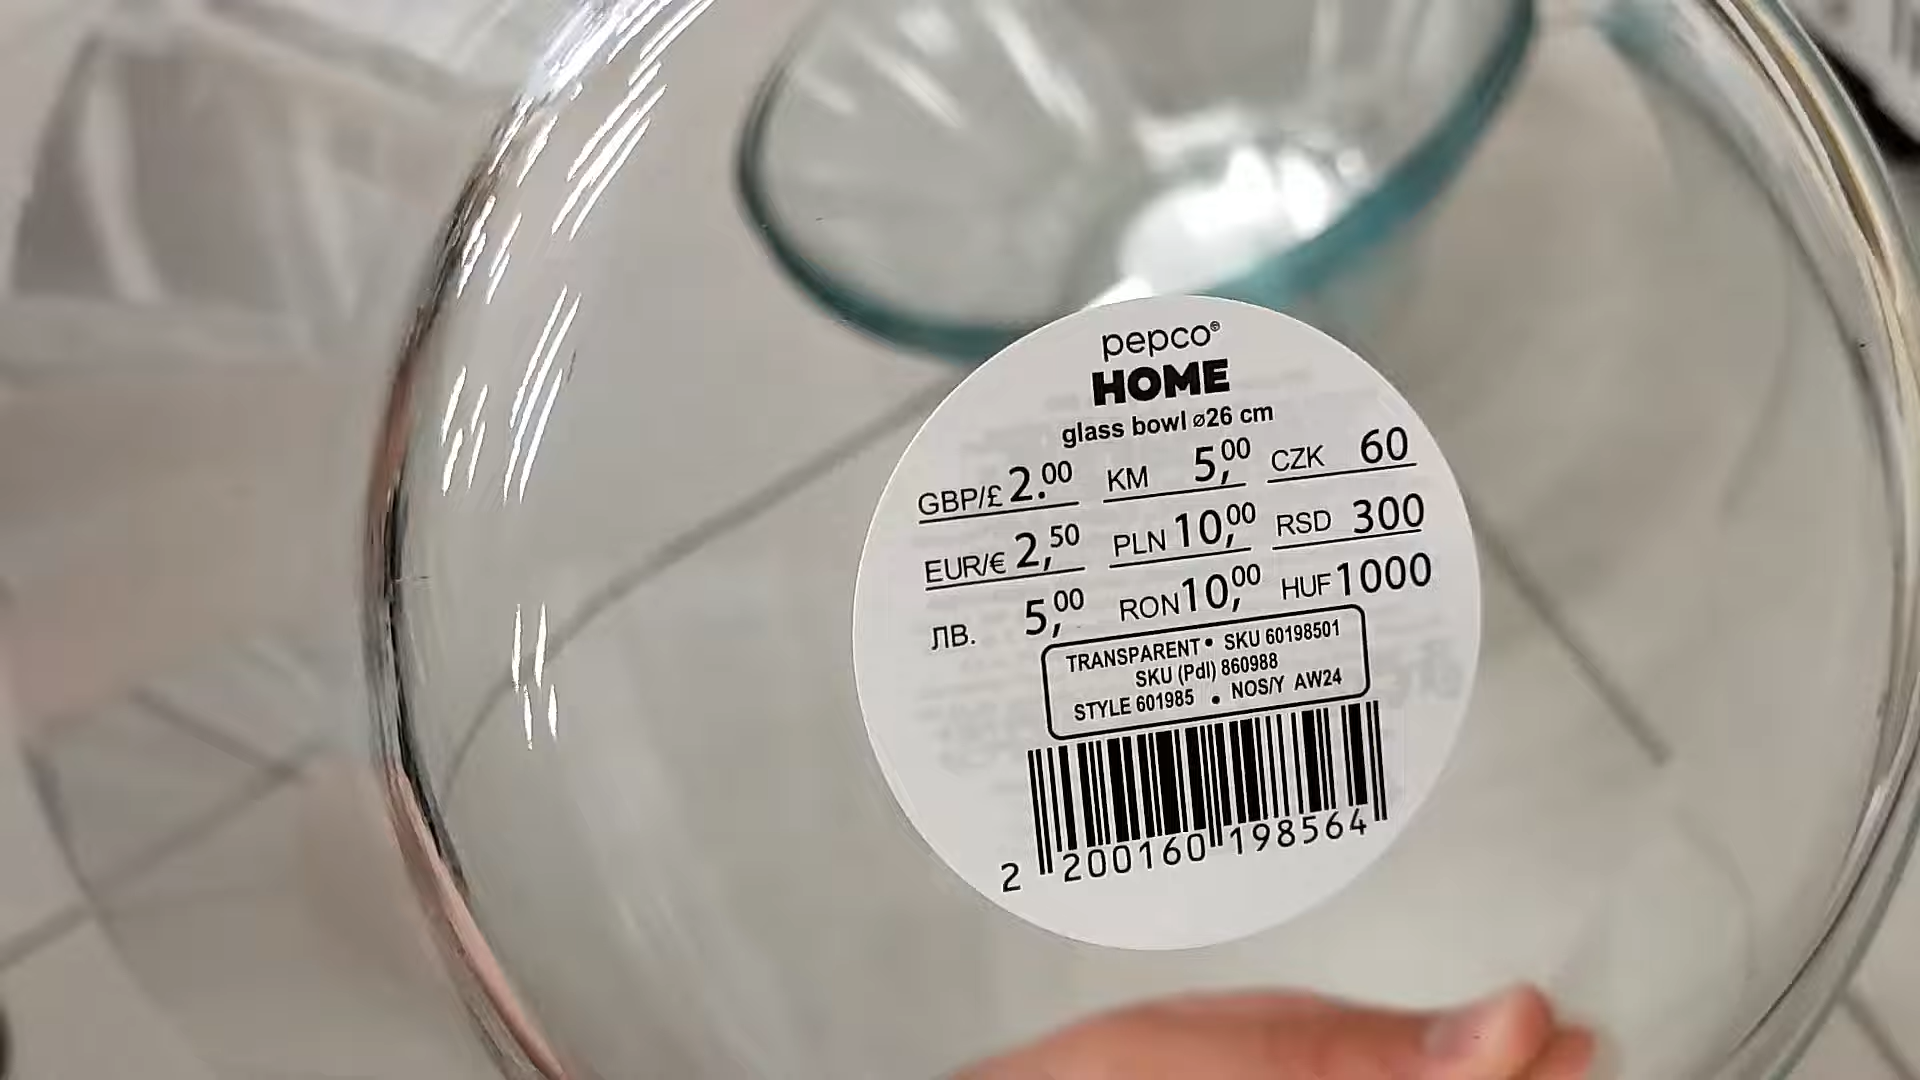 pepco®
HOME
glass bowl ⌀26 cm
GBP/£ 2.00 KM 5,00 CZK 60
EUR/€ 2,50 PLN 10,00 RSD 300
ЛВ. 5,00 RON 10,00 HUF 1000
TRANSPARENT • SKU 60198501
SKU (Pdl) 860988
STYLE 601985 • NOS/Y AW24
2 200160 198564